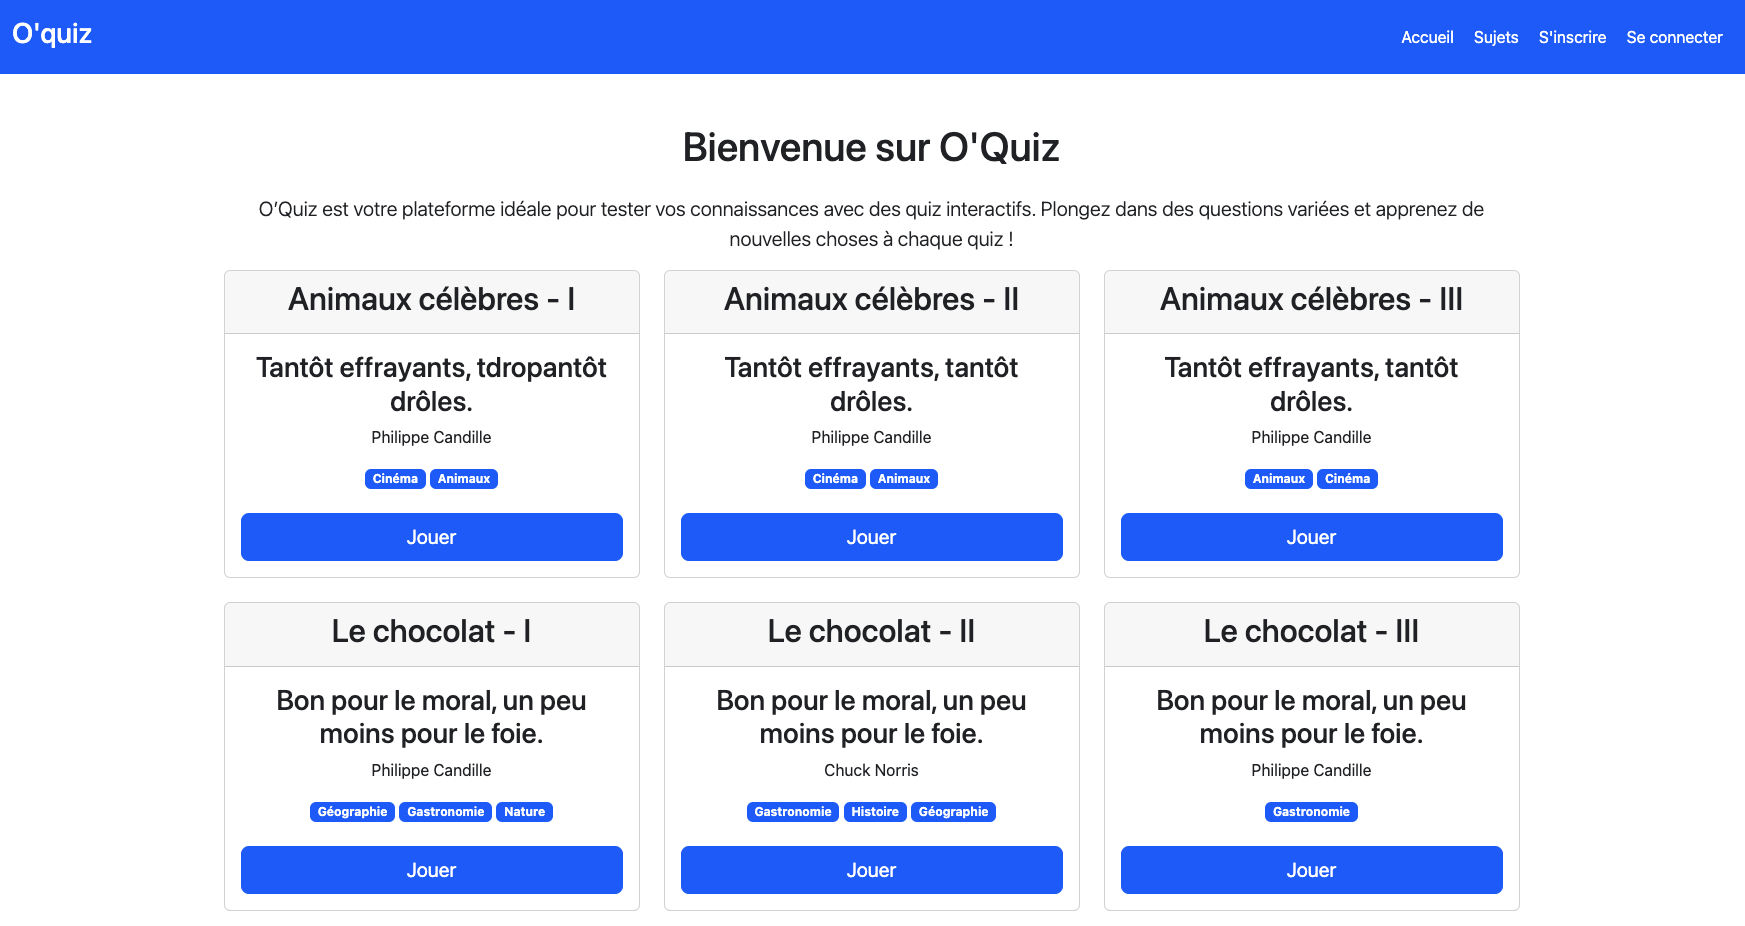 O'quiz
Accueil Sujets S'inscrire Se connecter
Bienvenue sur O'Quiz
O'Quiz est votre plateforme idéale pour tester vos connaissances avec des quiz interactifs. Plongez dans des questions variées et apprenez de
nouvelles choses à chaque quiz !
Animaux célèbres - I
Tantôt effrayants, tdropantôt
drôles.
Philippe Candille
Cinéma Animaux
Jouer
Animaux célèbres - II
Tantôt effrayants, tantôt
drôles.
Philippe Candille
Cinéma Animaux
Jouer
Animaux célèbres - III
Tantôt effrayants, tantôt
drôles.
Philippe Candille
Animaux Cinéma
Jouer
Le chocolat - I
Bon pour le moral, un peu
moins pour le foie.
Philippe Candille
Géographie Gastronomie Nature
Jouer
Le chocolat - II
Bon pour le moral, un peu
moins pour le foie.
Chuck Norris
Gastronomie Histoire Géographie
Jouer
Le chocolat - III
Bon pour le moral, un peu
moins pour le foie.
Philippe Candille
Gastronomie
Jouer